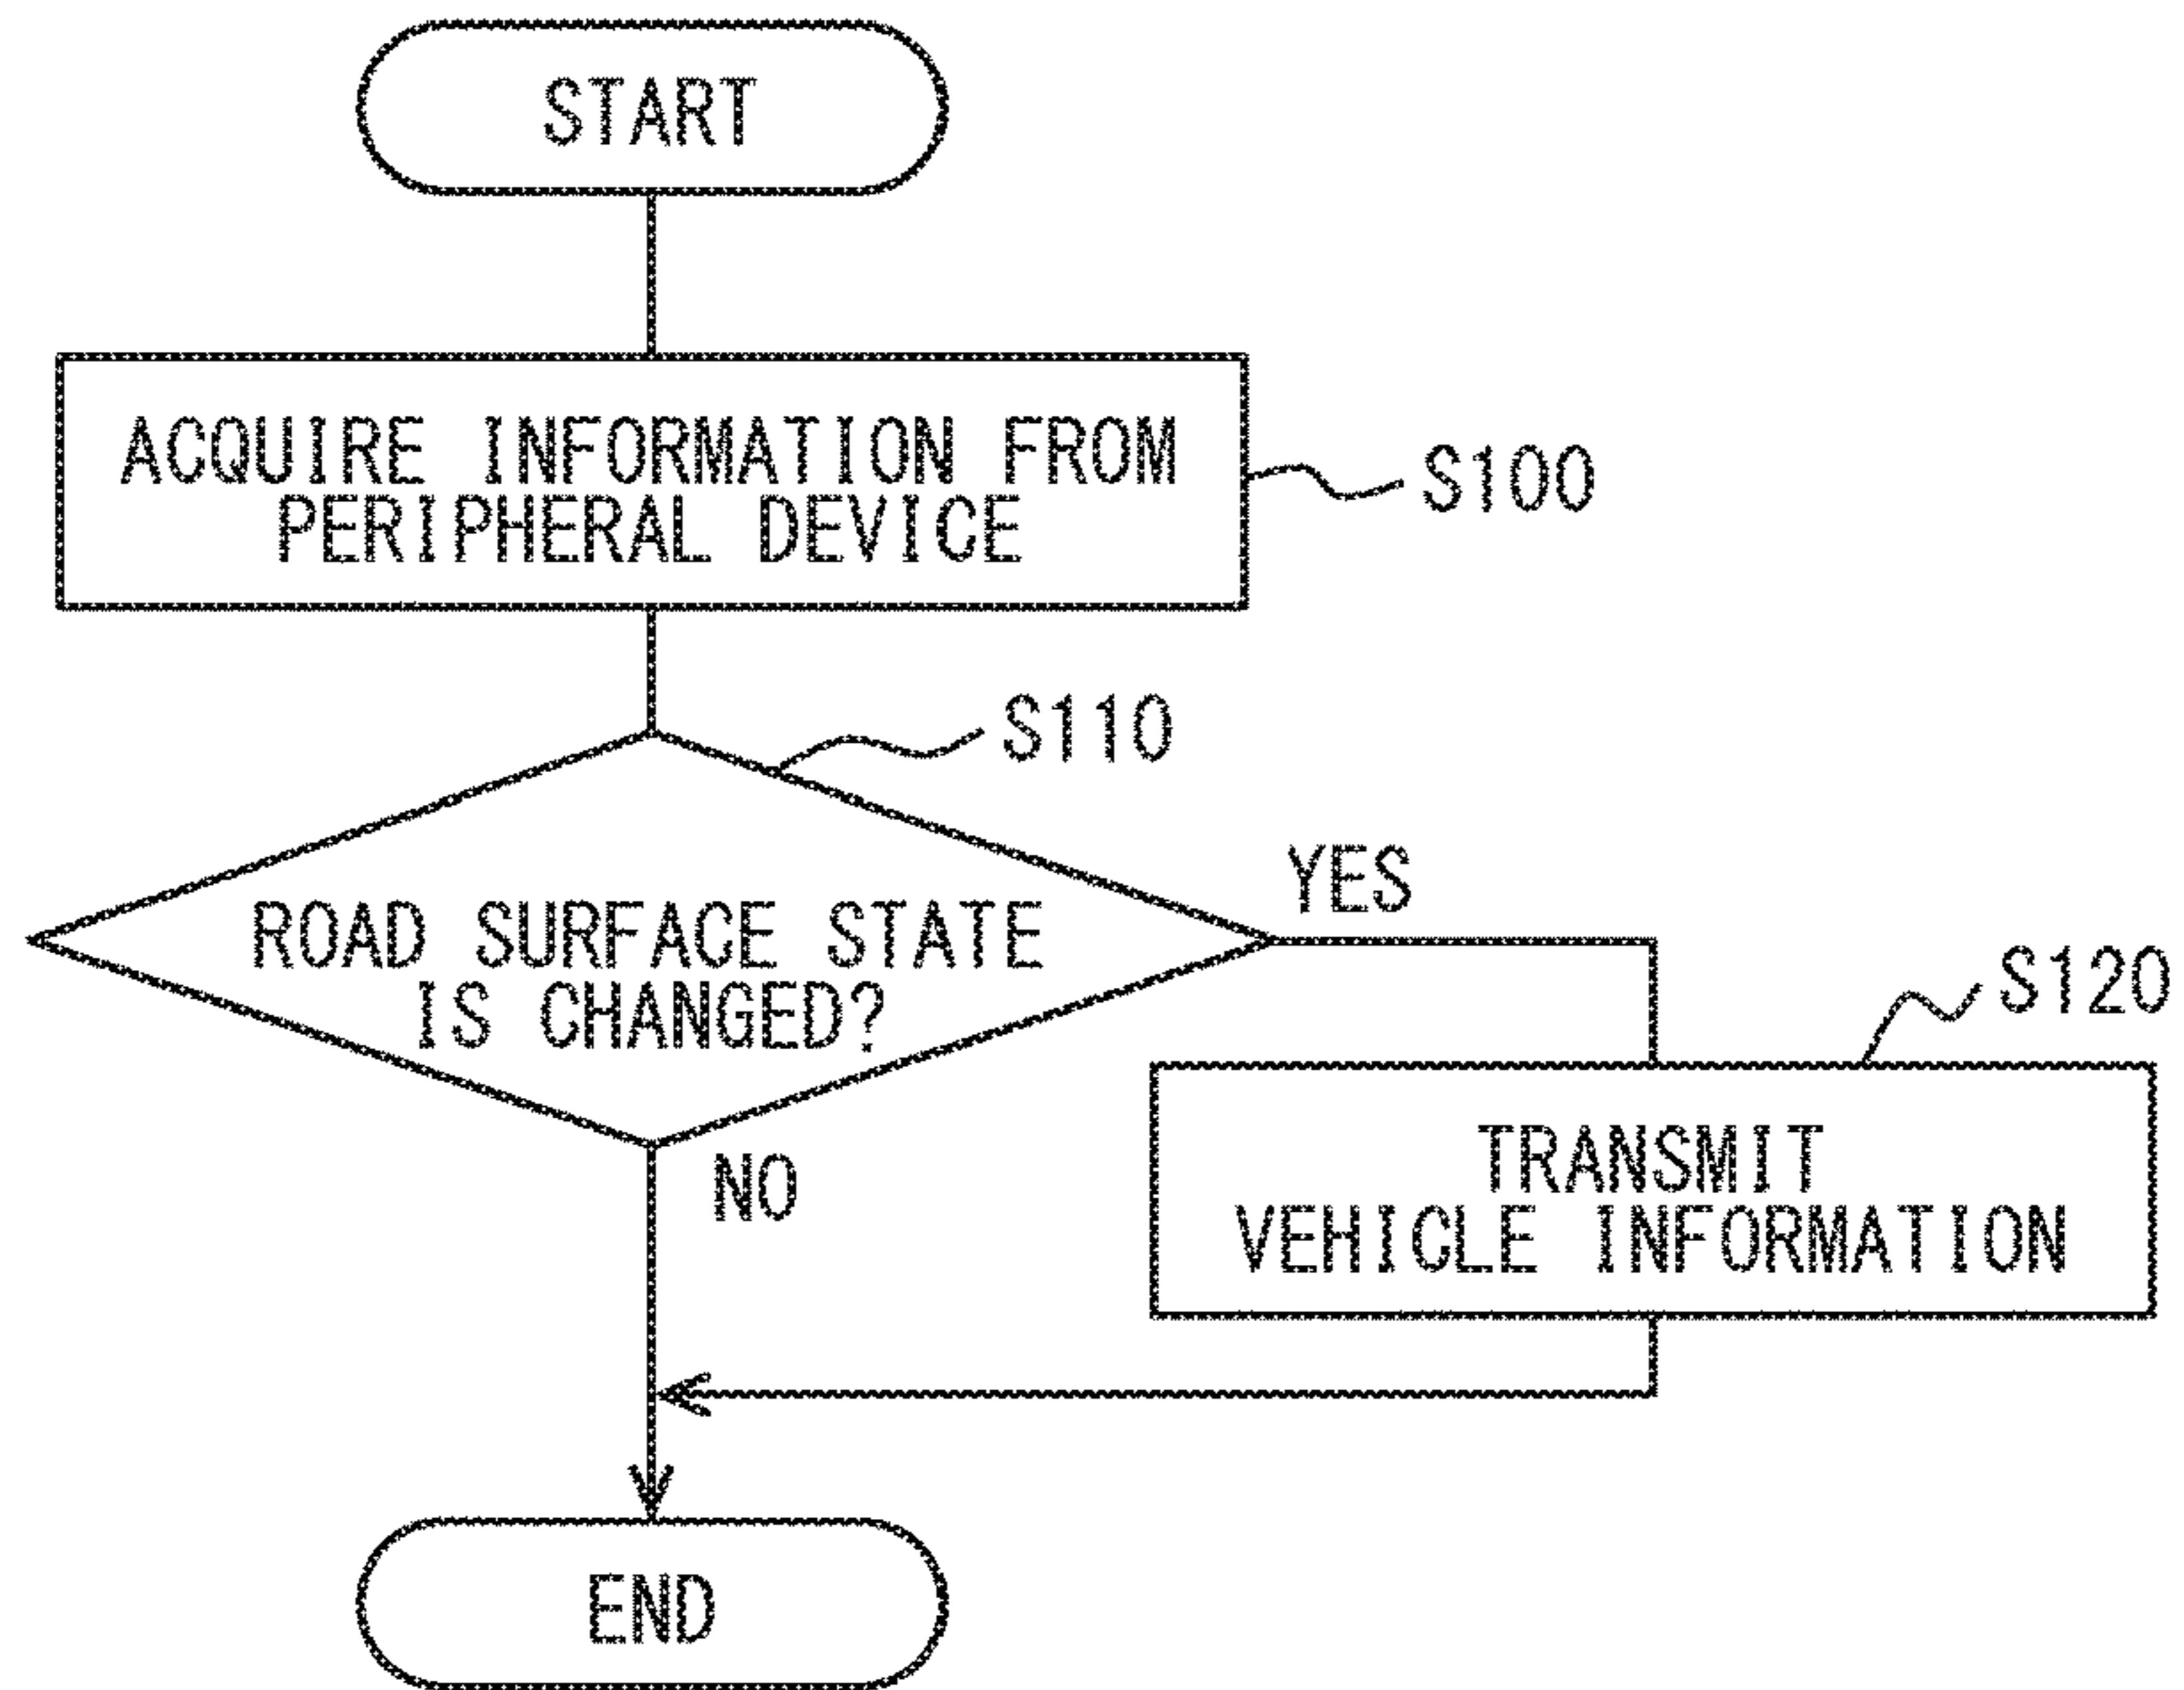 START
ACQUIRE INFORMATION FROM
PERIPHERAL DEVICE
S100
S110
ROAD SURFACE STATE
IS CHANGED?
YES
S120
TRANSMIT
VEHICLE INFORMATION
NO
END